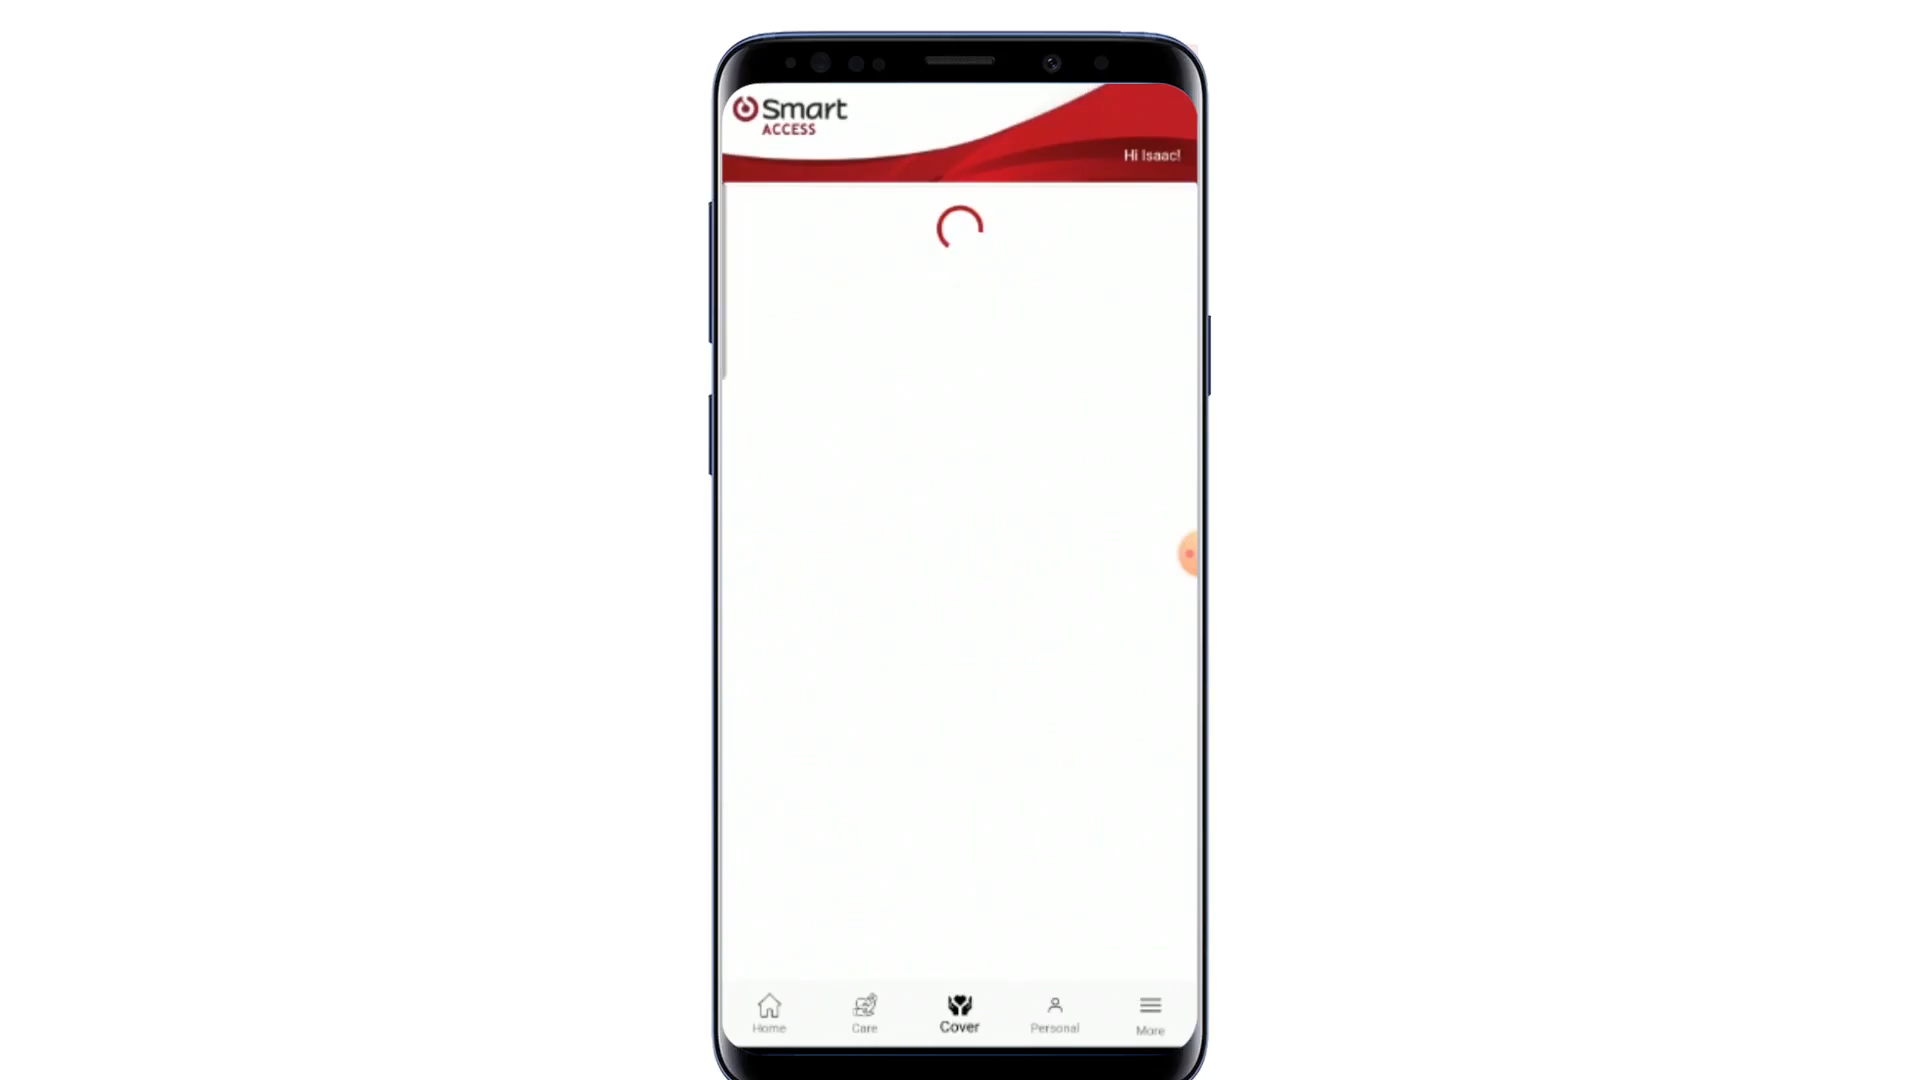 Smart
ACCESS
Hi Isaac!
Home
Care
Cover
Personal
More